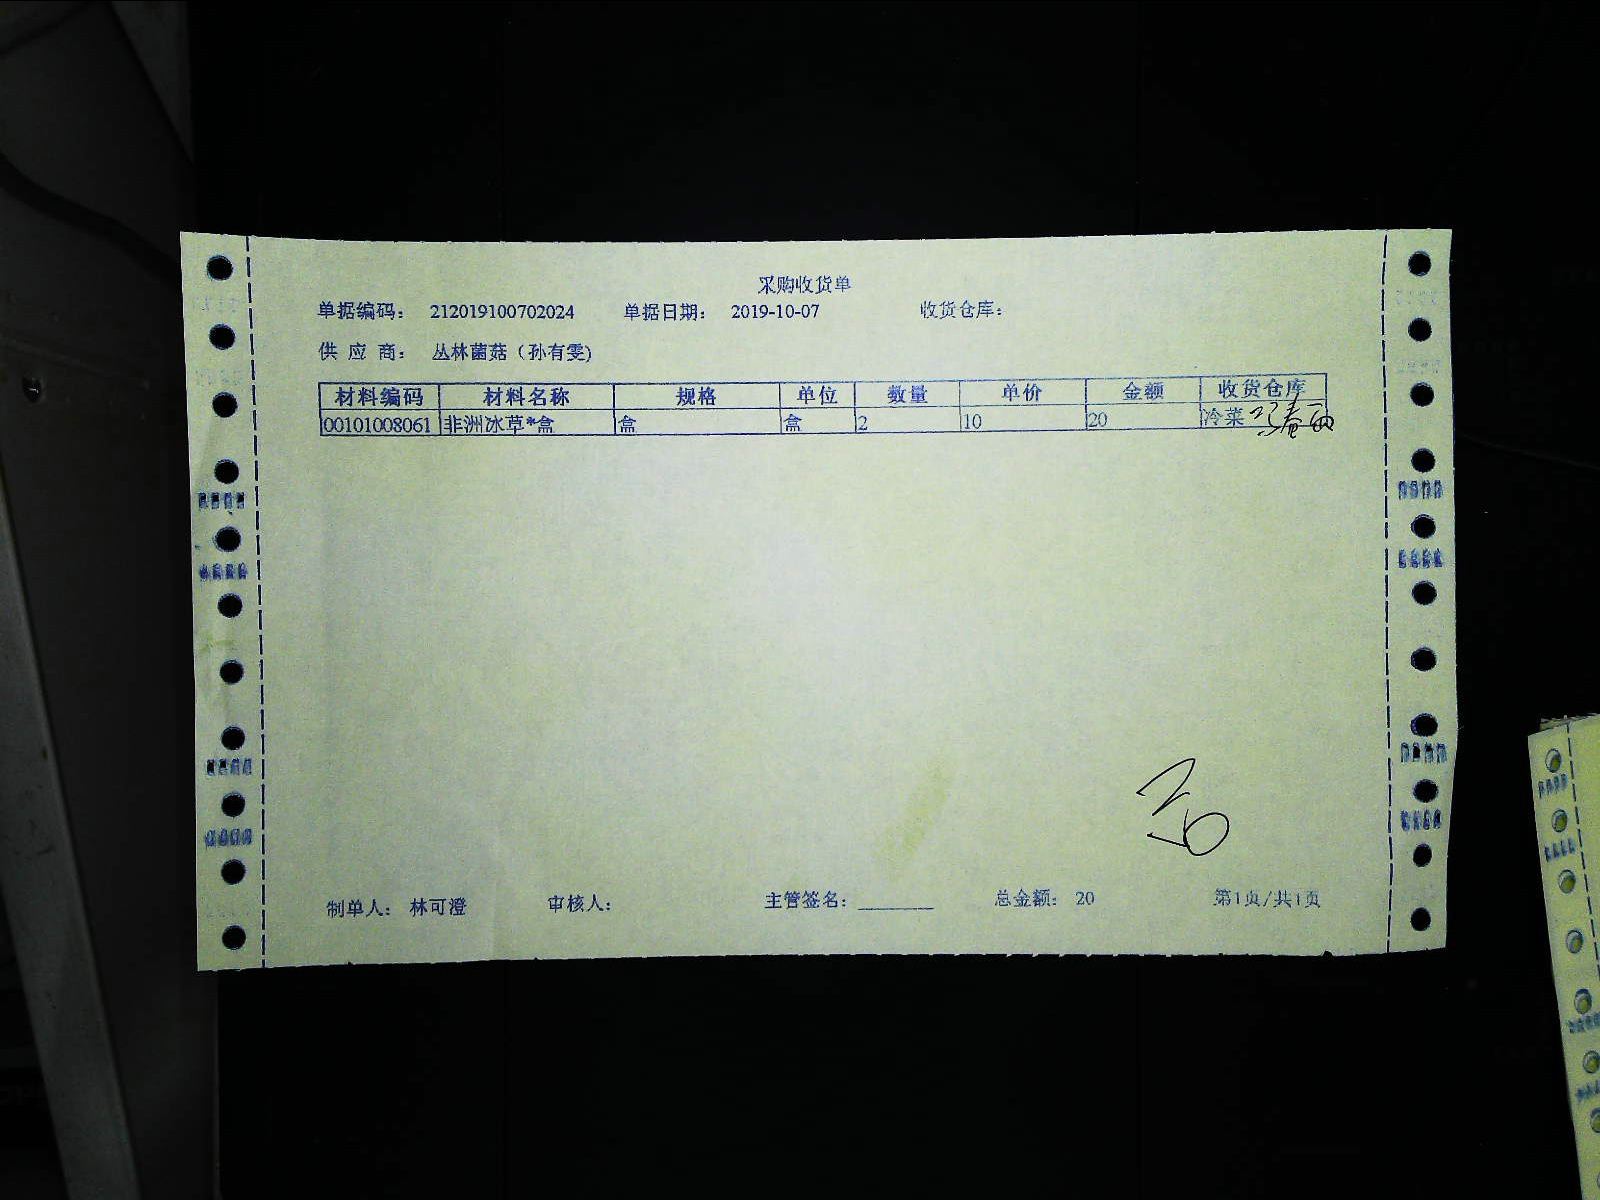 采购收货单
单据编码： 212019100702024 单据日期： 2019-10-07 收货仓库：
供 应 商： 丛林菌菇（孙有雯)
材料编码 材料名称 规格 单位 数量 单价 金额 收货仓库
00101008061 非洲冰草*盒 盒 盒 2 10 20 冷菜
制单人： 林可澄 审核人： 主管签名：_______ 总金额： 20 第1页/共1页